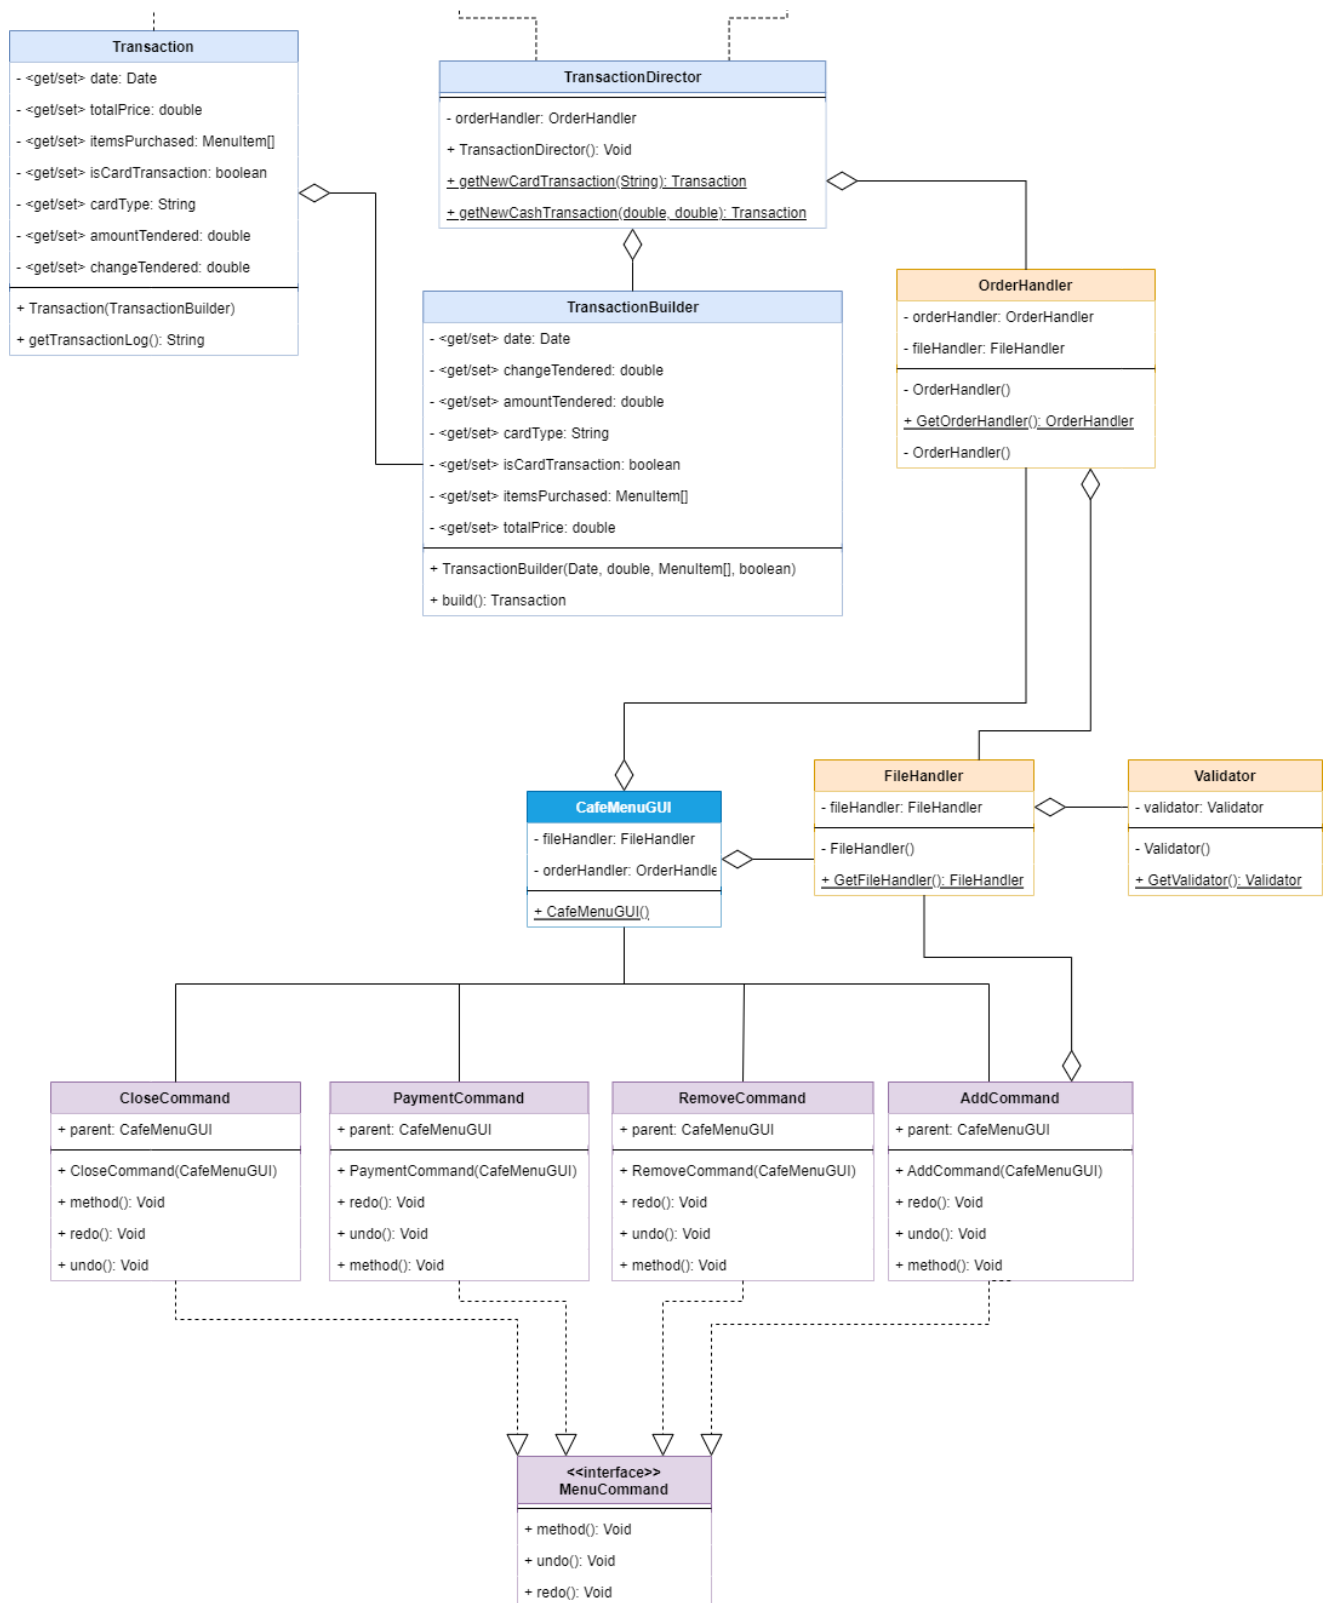 Transaction
- <get/set> date: Date
- <get/set> totalPrice: double
- <get/set> itemsPurchased: MenuItem[]
- <get/set> isCardTransaction: boolean
- <get/set> cardType: String
- <get/set> amountTendered: double
- <get/set> changeTendered: double
+ Transaction(TransactionBuilder)
+ getTransactionLog(): String
TransactionDirector
- orderHandler: OrderHandler
+ TransactionDirector(): Void
+ getNewCardTransaction(String): Transaction
+ getNewCashTransaction(double, double): Transaction
TransactionBuilder
- <get/set> date: Date
- <get/set> changeTendered: double
- <get/set> amountTendered: double
- <get/set> cardType: String
- <get/set> isCardTransaction: boolean
- <get/set> itemsPurchased: MenuItem[]
- <get/set> totalPrice: double
+ TransactionBuilder(Date, double, MenuItem[], boolean)
+ build(): Transaction
OrderHandler
- orderHandler: OrderHandler
- fileHandler: FileHandler
- OrderHandler()
+ GetOrderHandler(): OrderHandler
- OrderHandler()
CafeMenuGUI
- fileHandler: FileHandler
- orderHandler: OrderHandle
+ CafeMenuGUI()
FileHandler
- fileHandler: FileHandler
- FileHandler()
+ GetFileHandler(): FileHandler
Validator
- validator: Validator
- Validator()
+ GetValidator(): Validator
CloseCommand
+ parent: CafeMenuGUI
+ CloseCommand(CafeMenuGUI)
+ method(): Void
+ redo(): Void
+ undo(): Void
PaymentCommand
+ parent: CafeMenuGUI
+ PaymentCommand(CafeMenuGUI)
+ redo(): Void
+ undo(): Void
+ method(): Void
RemoveCommand
+ parent: CafeMenuGUI
+ RemoveCommand(CafeMenuGUI)
+ redo(): Void
+ undo(): Void
+ method(): Void
AddCommand
+ parent: CafeMenuGUI
+ AddCommand(CafeMenuGUI)
+ redo(): Void
+ undo(): Void
+ method(): Void
<<interface>>
MenuCommand
+ method(): Void
+ undo(): Void
+ redo(): Void